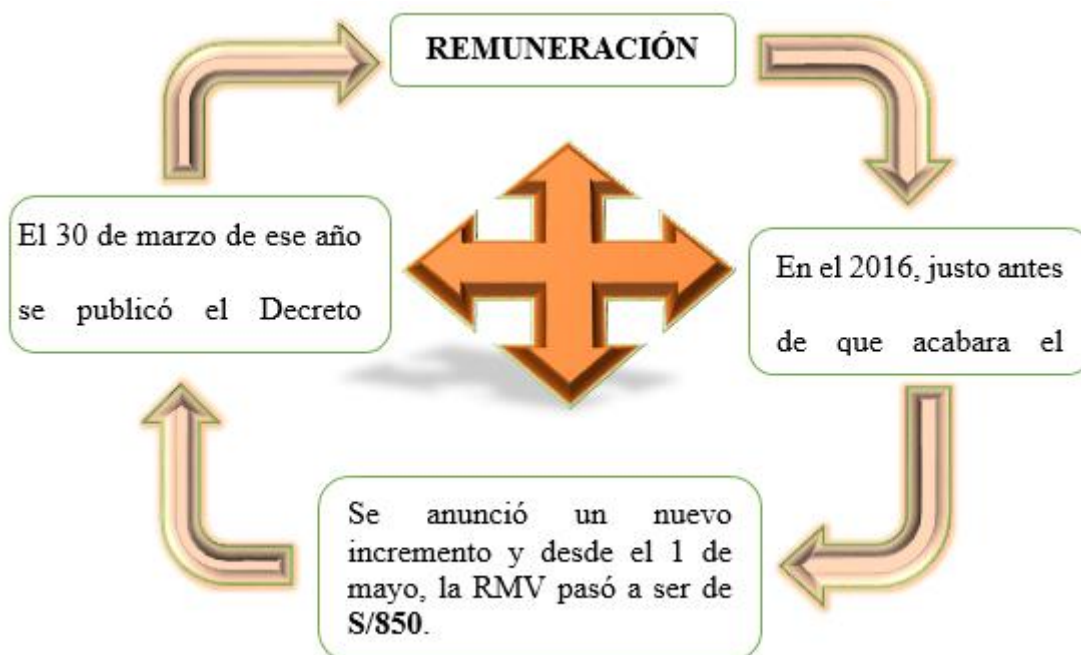 REMUNERACIÓN
El 30 de marzo de ese año
se publicó el Decreto
En el 2016, justo antes
de que acabara el
Se anunció un nuevo
incremento y desde el 1 de
mayo, la RMV pasó a ser de
S/850.